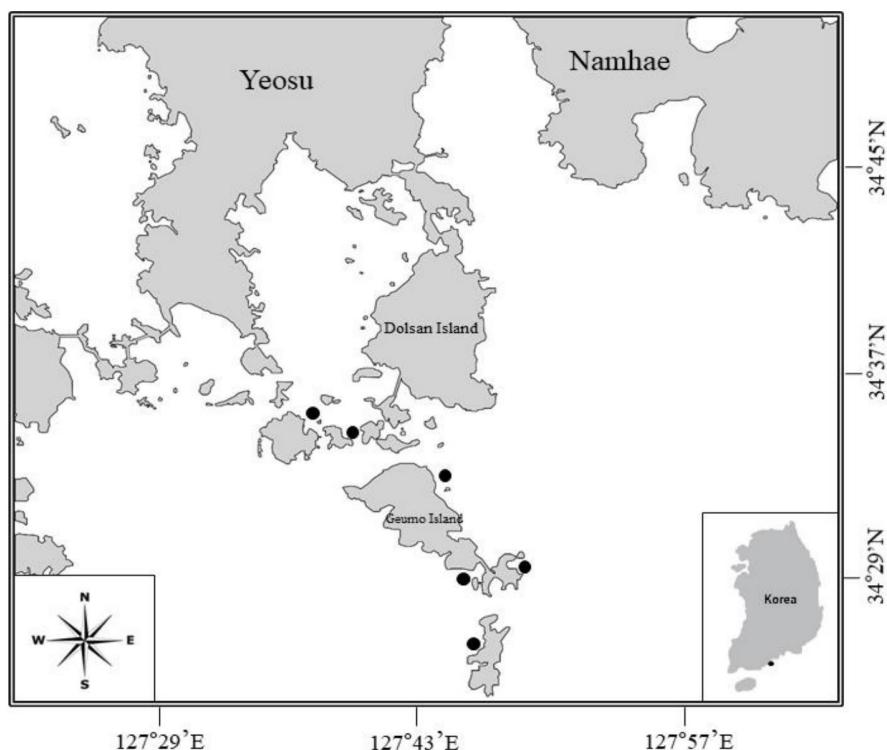 Yeosu
Namhae
34°45’N
Dolsan Island
34°37’N
Geumo Island
34°29’N
Korea
N
W E
S
127°29’E 127°43’E 127°57’E